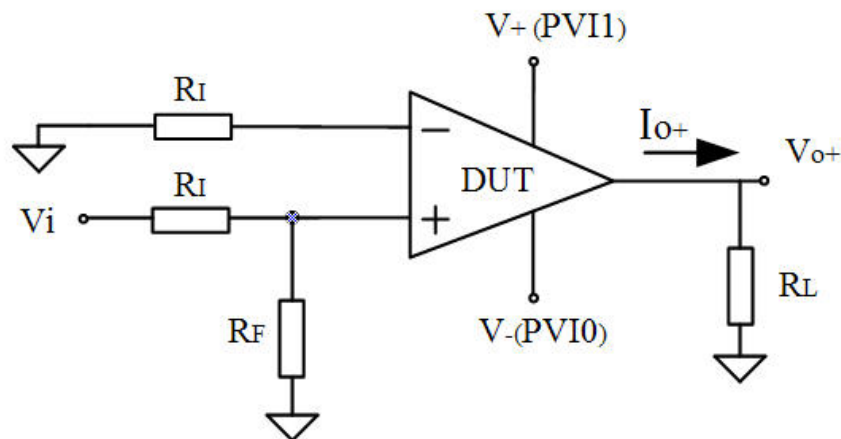 V+(PVI1)
RI
Io+
−
Vo+
DUT
RI
Vi
+
RL
RF
V-(PVI0)